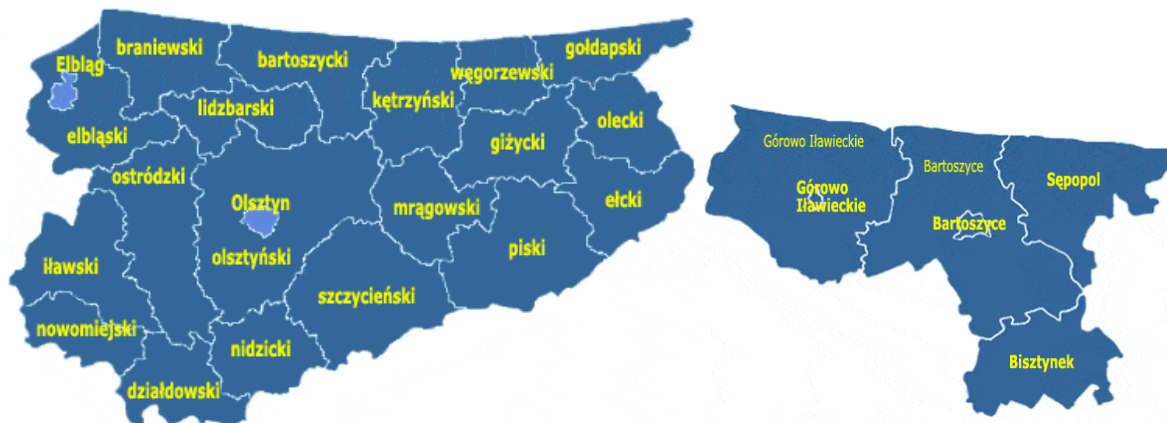 braniewski
gołdapski
bartoszycki
Elbląg
węgorzewski
kętrzyński
lidzbarski
olecki
elbląski
giżycki
ostródzki
Olsztyn
mrągowski
ełcki
piski
olsztyński
iławski
szczycieński
nowomiejski
nidzicki
działdowski
Górowo Iławieckie
Bartoszyce
Sępopol
Górowo
Iławieckie
Bartoszyce
Bisztynek